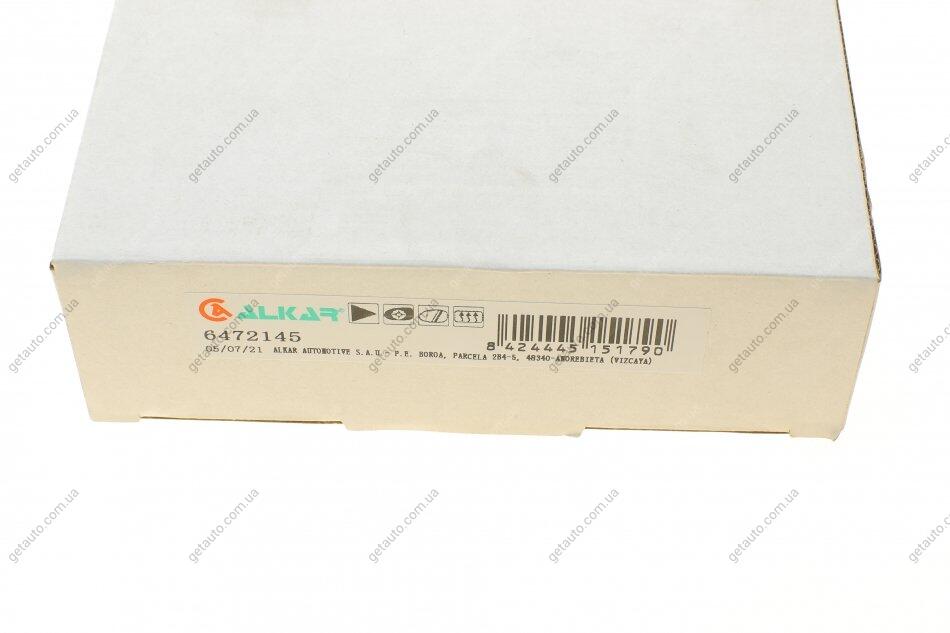 ALKAR
6472145
05/07/21 ALKAR AUTOMOTIVE S.A.U - P.E. BOROA, PARCELA 2B4-5, 48340-AMOREBIETA (VIZCAYA)
8 424445 151790
getauto.com.ua